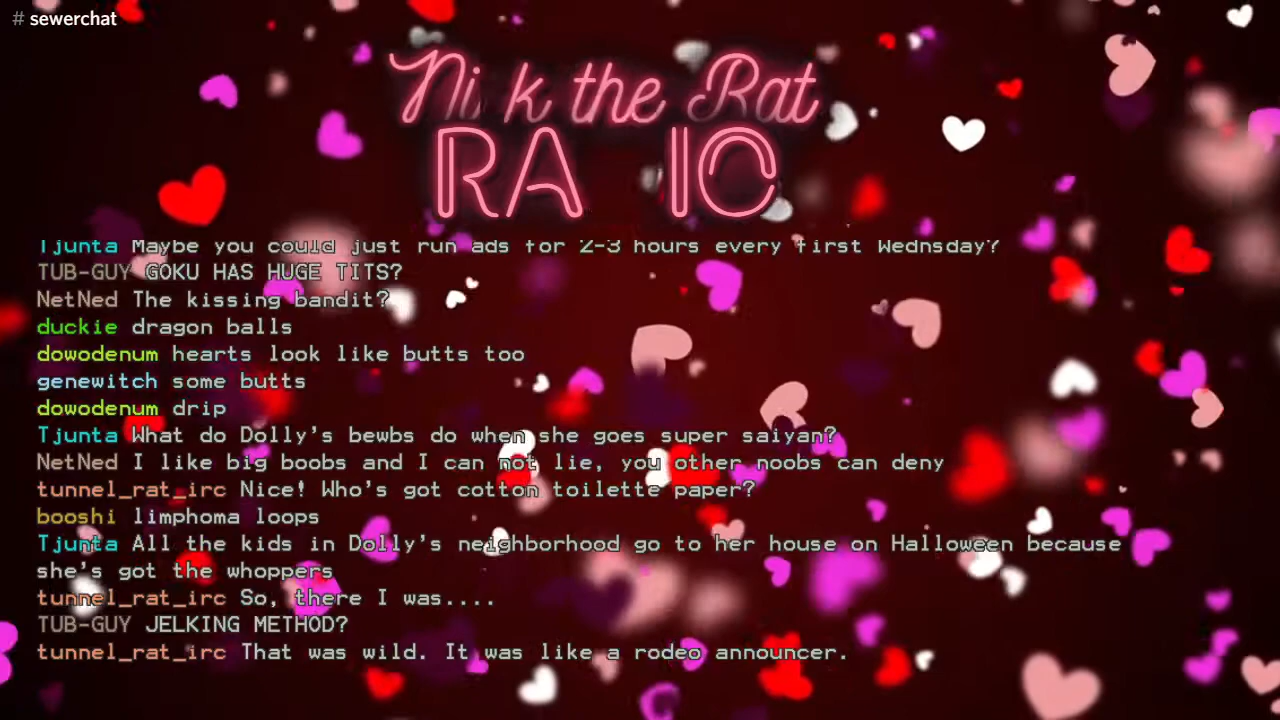 # sewerchat
Ni k the Rat
RA IO
Tjunta Maybe you could just run ads for 2-3 hours every first Wednsday?
TUB-GUY GOKU HAS HUGE TITS?
NetNed The kissing bandit?
duckie dragon balls
dowodenum hearts look like butts too
genewitch some butts
dowodenum drip
Tjunta What do Dolly's bewbs do when she goes super saiyan?
NetNed I like big boobs and I can not lie, you other noobs can deny
tunnel_rat_irc Nice! Who's got cotton toilette paper?
booshi limphoma loops
Tjunta All the kids in Dolly's neighborhood go to her house on Halloween because
she's got the whoppers
tunnel_rat_irc So, there I was....
TUB-GUY JELKING METHOD?
tunnel_rat_irc That was wild. It was like a rodeo announcer.